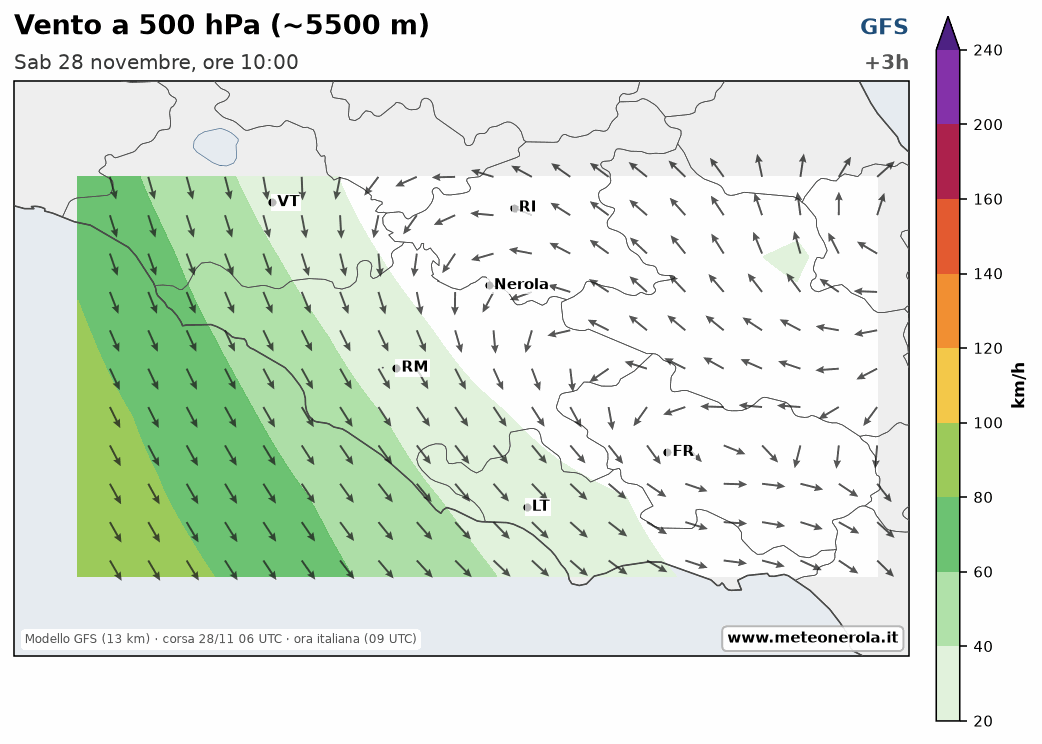 Vento a 500 hPa (~5500 m)
GFS
Sab 28 novembre, ore 10:00
+3h
VT
RI
Nerola
RM
FR
LT
240
200
180
160
140
120
100
80
60
40
20
km/h
Modello GFS (13 km) · corsa 28/11 06 UTC · ora italiana (09 UTC)
www.meteonerola.it